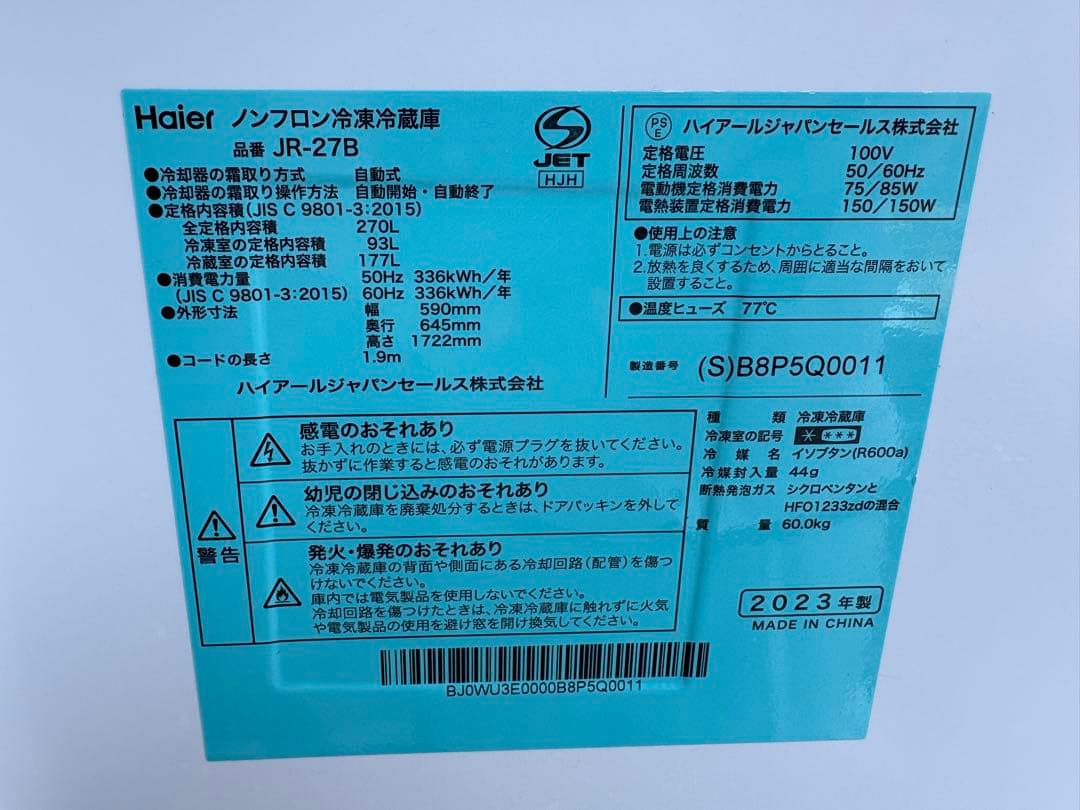 Haier ノンフロン冷凍冷蔵庫
品番 JR-27B
●冷却器の霜取り方式 自動式
●冷却器の霜取り操作方法 自動開始・自動終了
●定格内容積(JIS C 9801-3:2015)
全定格内容積 270L
冷凍室の定格内容積 93L
冷蔵室の定格内容積 177L
●消費電力量 50Hz 336kWh/年
(JIS C 9801-3:2015) 60Hz 336kWh/年
●外形寸法 幅 590mm
奥行 645mm
高さ 1722mm
●コードの長さ 1.9m
ハイアールジャパンセールス株式会社
JET
HJH
PS
E
ハイアールジャパンセールス株式会社
定格電圧 100V
定格周波数 50/60Hz
電動機定格消費電力 75/85W
電熱装置定格消費電力 150/150W
●使用上の注意
1.電源は必ずコンセントからとること。
2.放熱を良くするため、周囲に適当な間隔をおいて
設置すること。
●温度ヒューズ 77℃
製造番号 (S)B8P5Q0011
警告
感電のおそれあり
お手入れのときには、必ず電源プラグを抜いてください。
抜かずに作業すると感電のおそれがあります。
幼児の閉じ込みのおそれあり
冷凍冷蔵庫を廃棄処分するときは、ドアパッキンを外して
ください。
発火・爆発のおそれあり
冷凍冷蔵庫の背面や側面にある冷却回路(配管)を傷つ
けないでください。
庫内では電気製品を使用しないでください。
冷却回路を傷つけたときは、冷凍冷蔵庫に触れずに火気
や電気製品の使用を避け窓を開け換気してください。
種類 冷凍冷蔵庫
冷凍室の記号 * ***
冷媒名 イソブタン(R600a)
冷媒封入量 44g
断熱発泡ガス シクロペンタンと
HFO1233zdの混合
質量 60.0kg
2023年製
MADE IN CHINA
BJ0WU3E0000B8P5Q0011